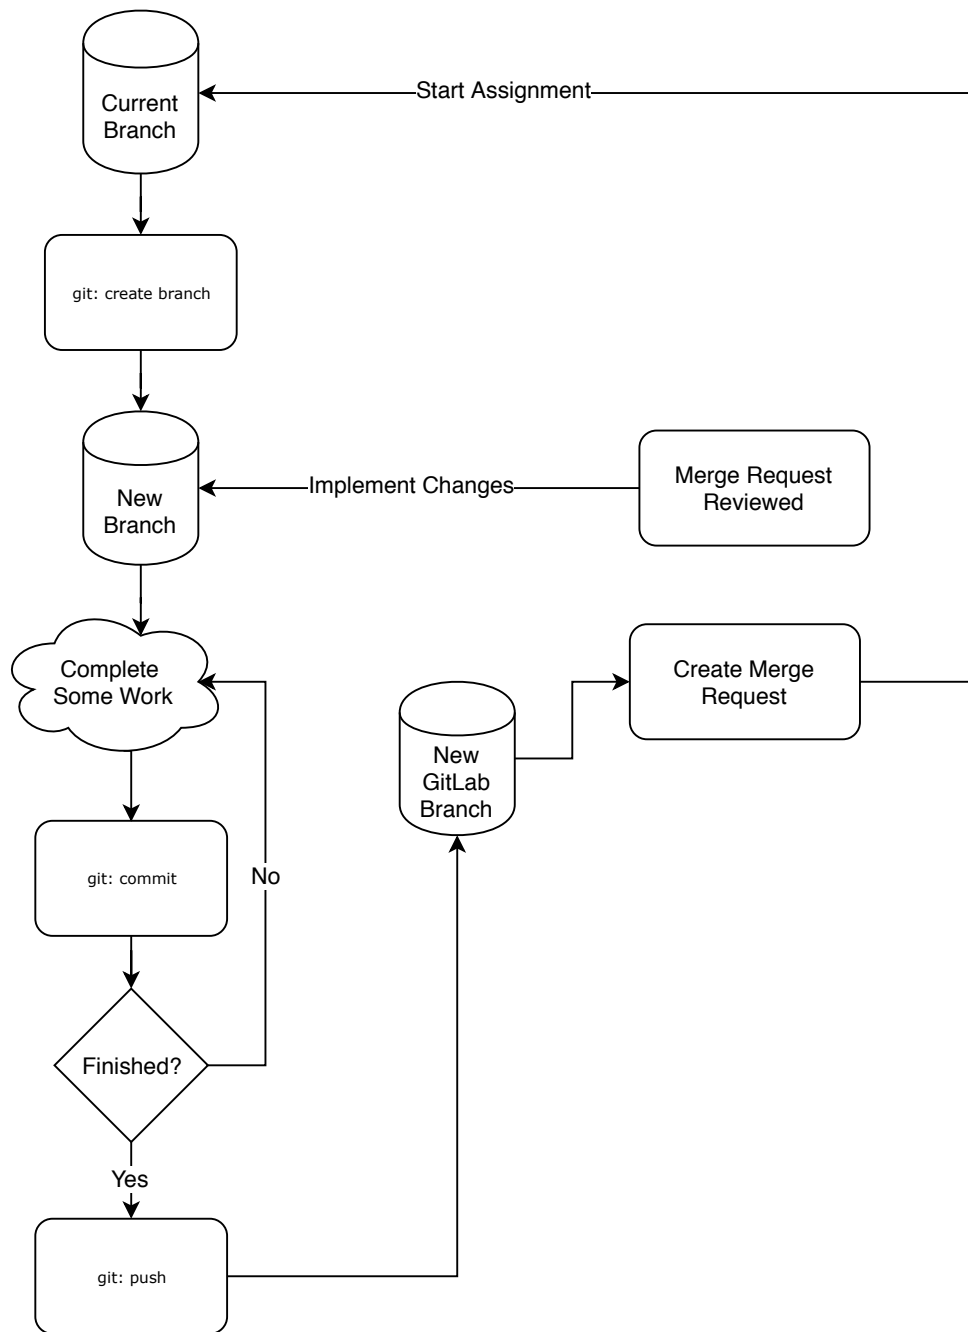 Current
Branch
Start Assignment
git: create branch
New
Branch
Implement Changes
Merge Request
Reviewed
Complete
Some Work
New
GitLab
Branch
Create Merge
Request
git: commit
No
Finished?
Yes
git: push